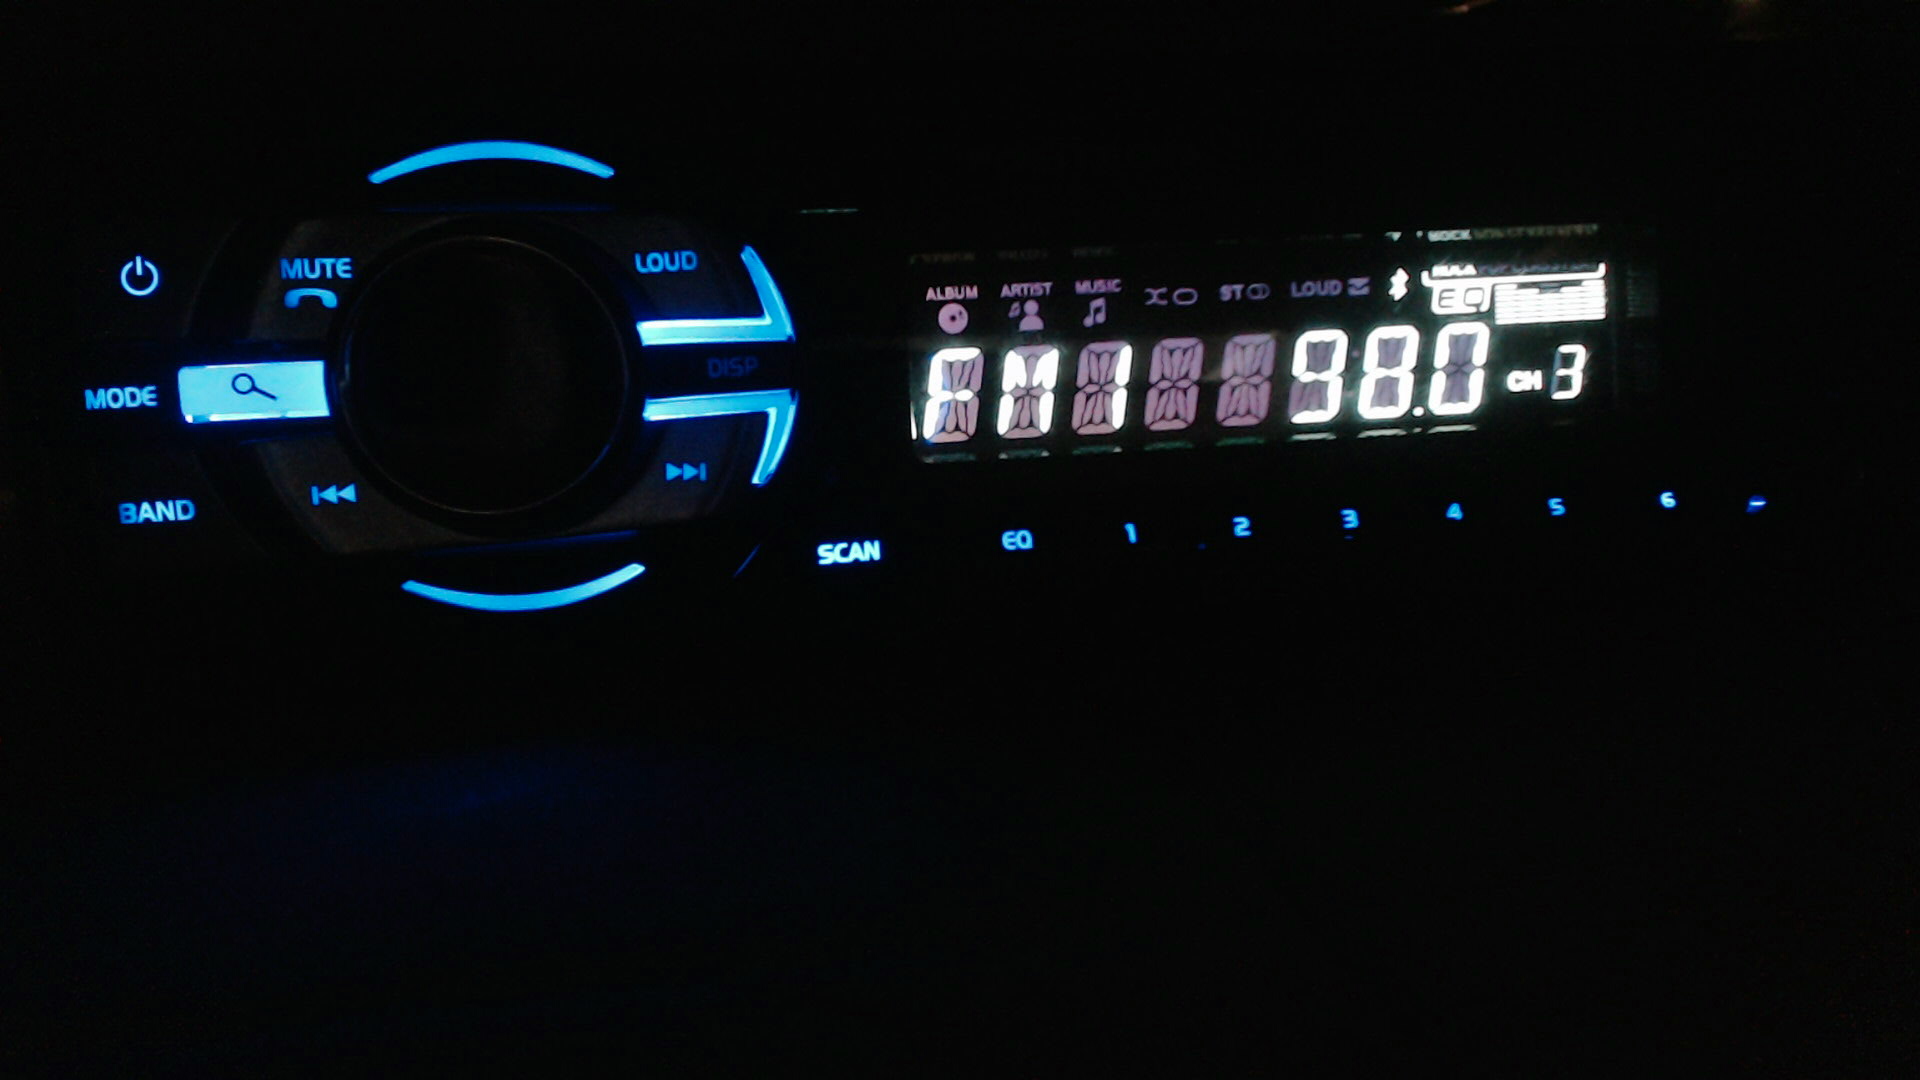 MUTE
LOUD
MODE
DISP
BAND
SCAN
EQ 1 2 3 4 5 6
ALBUM ARTIST MUSIC ST LOUD
EQ
FM1 98.0 CH 3